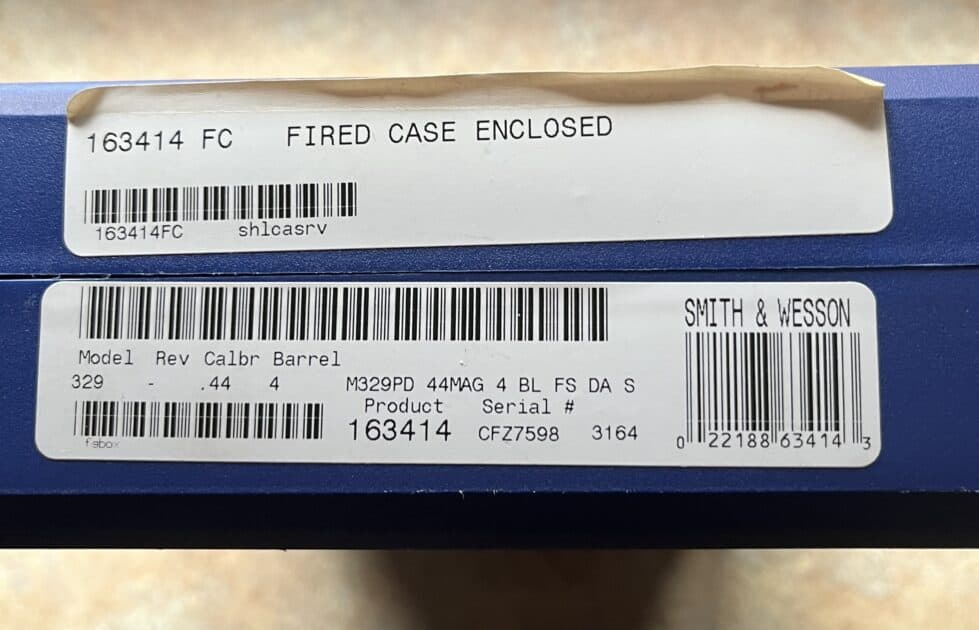 163414 FC FIRED CASE ENCLOSED
163414FC shlcasrv
SMITH & WESSON
Model Rev Calbr Barrel
329 - .44 4 M329PD 44MAG 4 BL FS DA S
Product Serial #
163414 CFZ7598 3164
fsbox
0 22188 63414 3